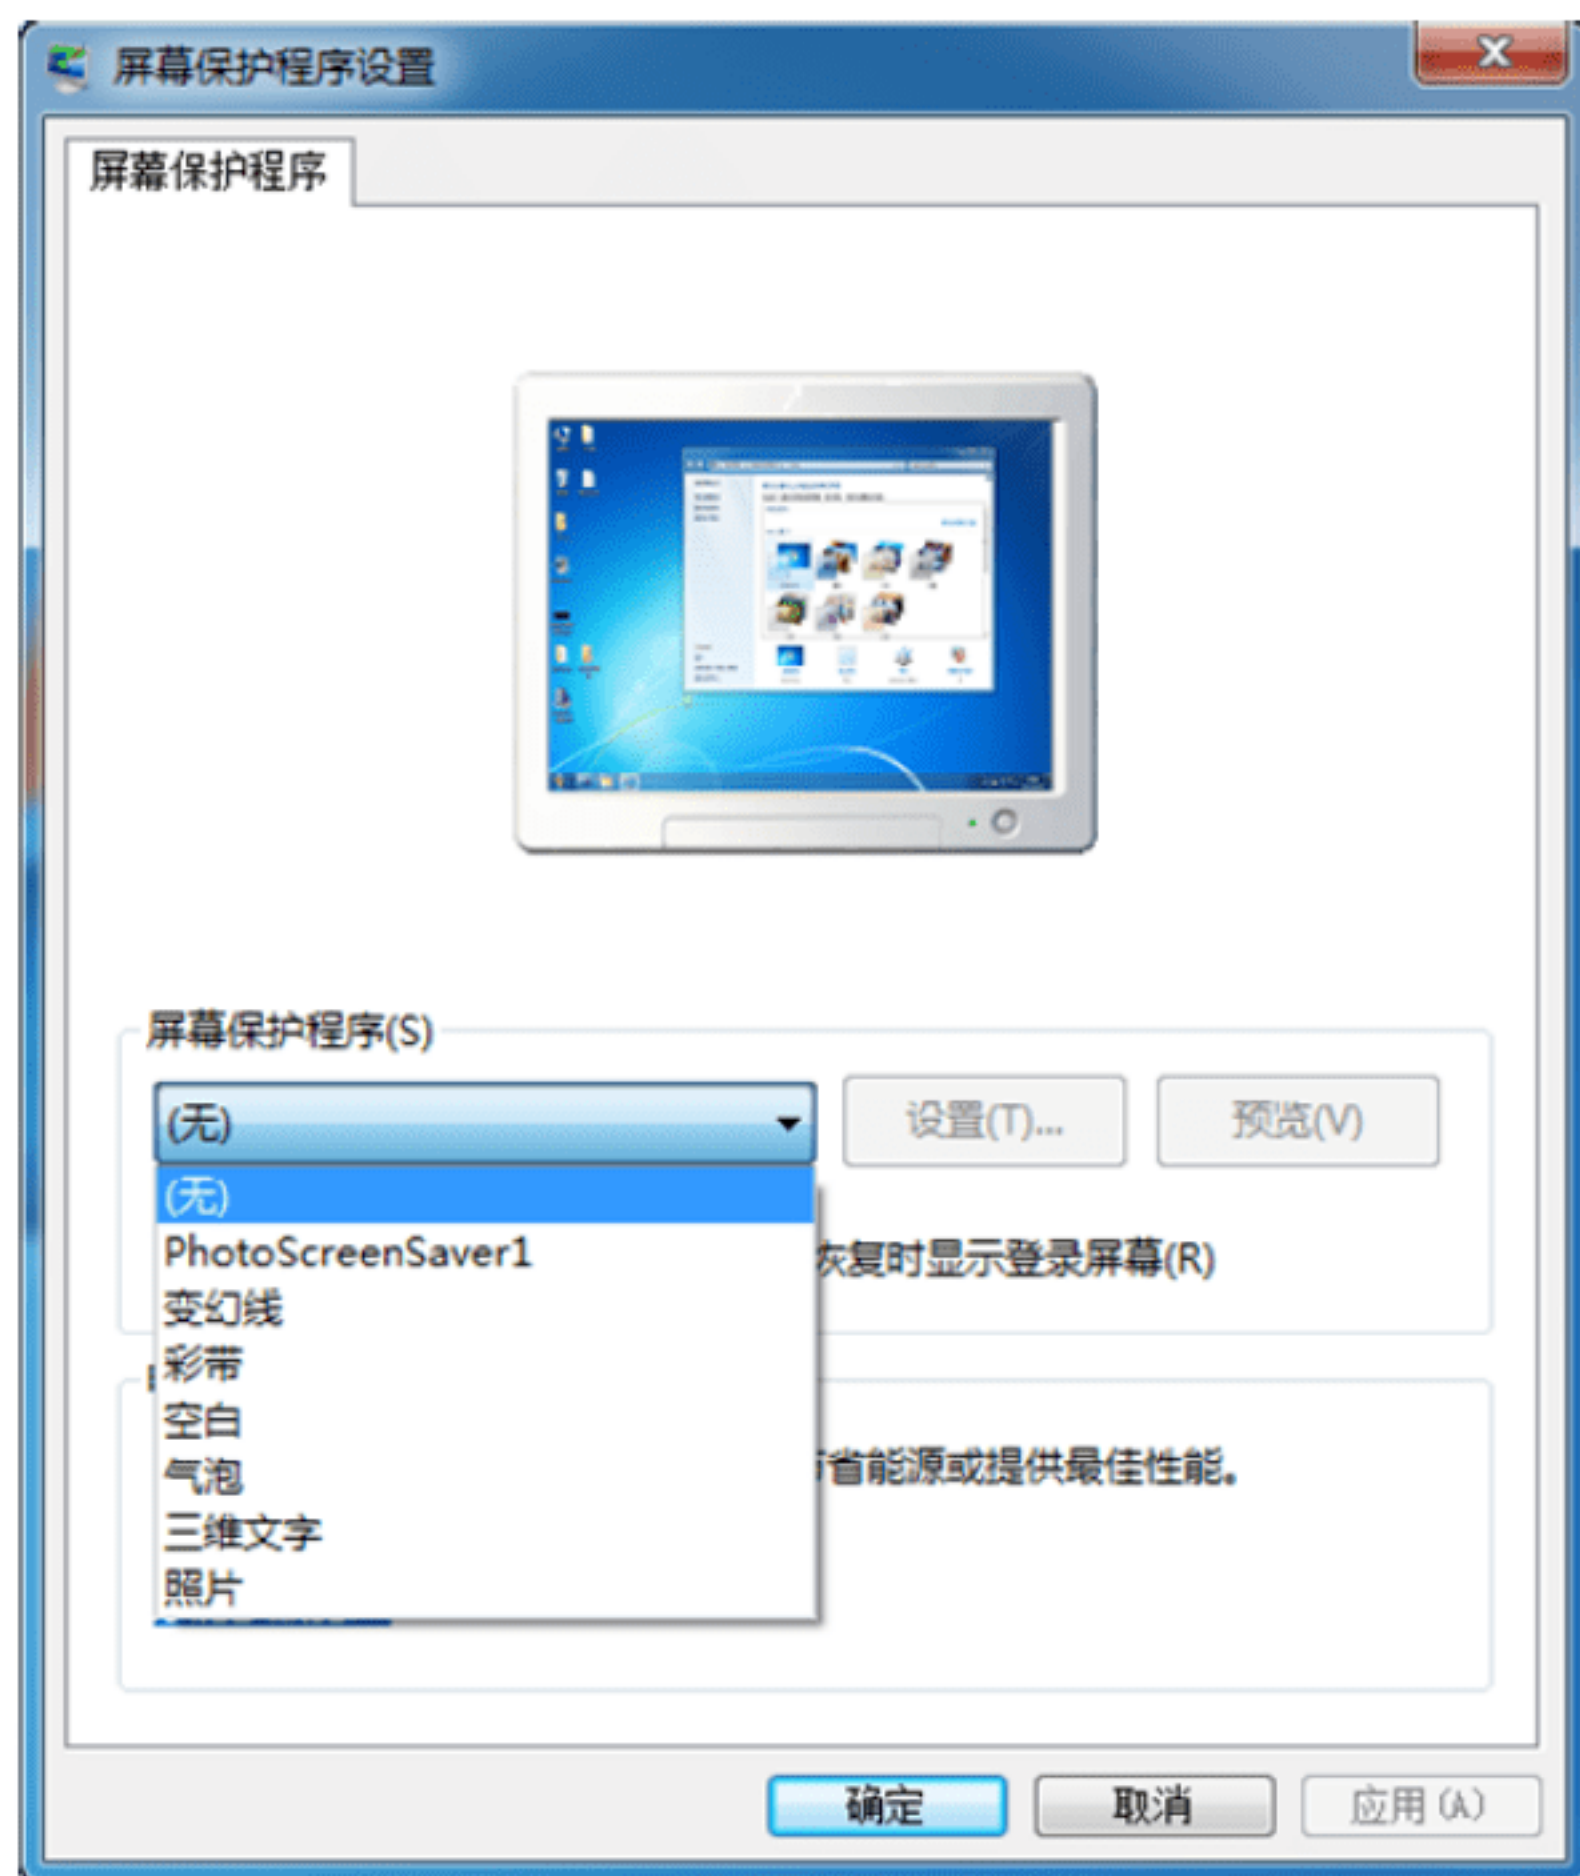 屏幕保护程序设置
屏幕保护程序
屏幕保护程序(S)
(无)
设置(T)...
预览(V)
(无)
PhotoScreenSaver1
恢复时显示登录屏幕(R)
变幻线
彩带
空白
气泡
省能源或提供最佳性能。
三维文字
照片
确定
取消
应用(A)